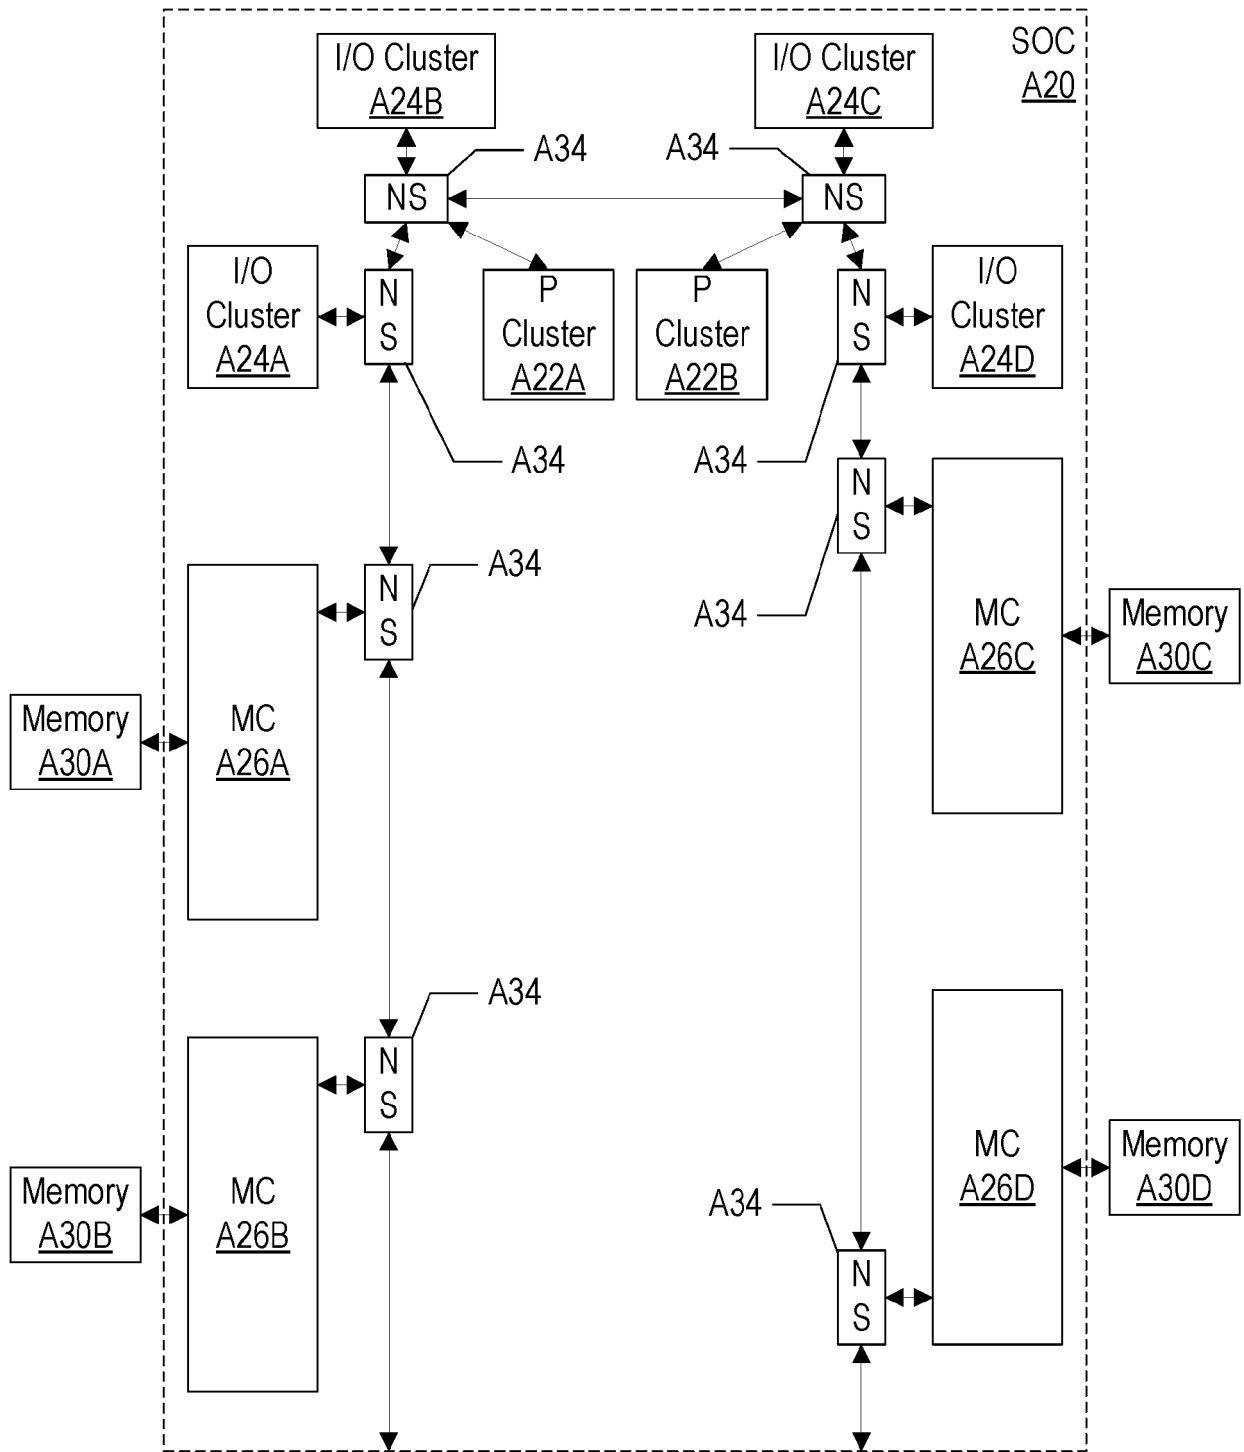 SOC
A20
I/O Cluster
A24B
I/O Cluster
A24C
A34
A34
NS
NS
I/O
Cluster
A24A
N
S
P
Cluster
A22A
P
Cluster
A22B
N
S
I/O
Cluster
A24D
A34
A34
N
S
A34
N
S
A34
MC
A26C
Memory
A30C
Memory
A30A
MC
A26A
A34
N
S
MC
A26D
Memory
A30D
Memory
A30B
MC
A26B
A34
N
S